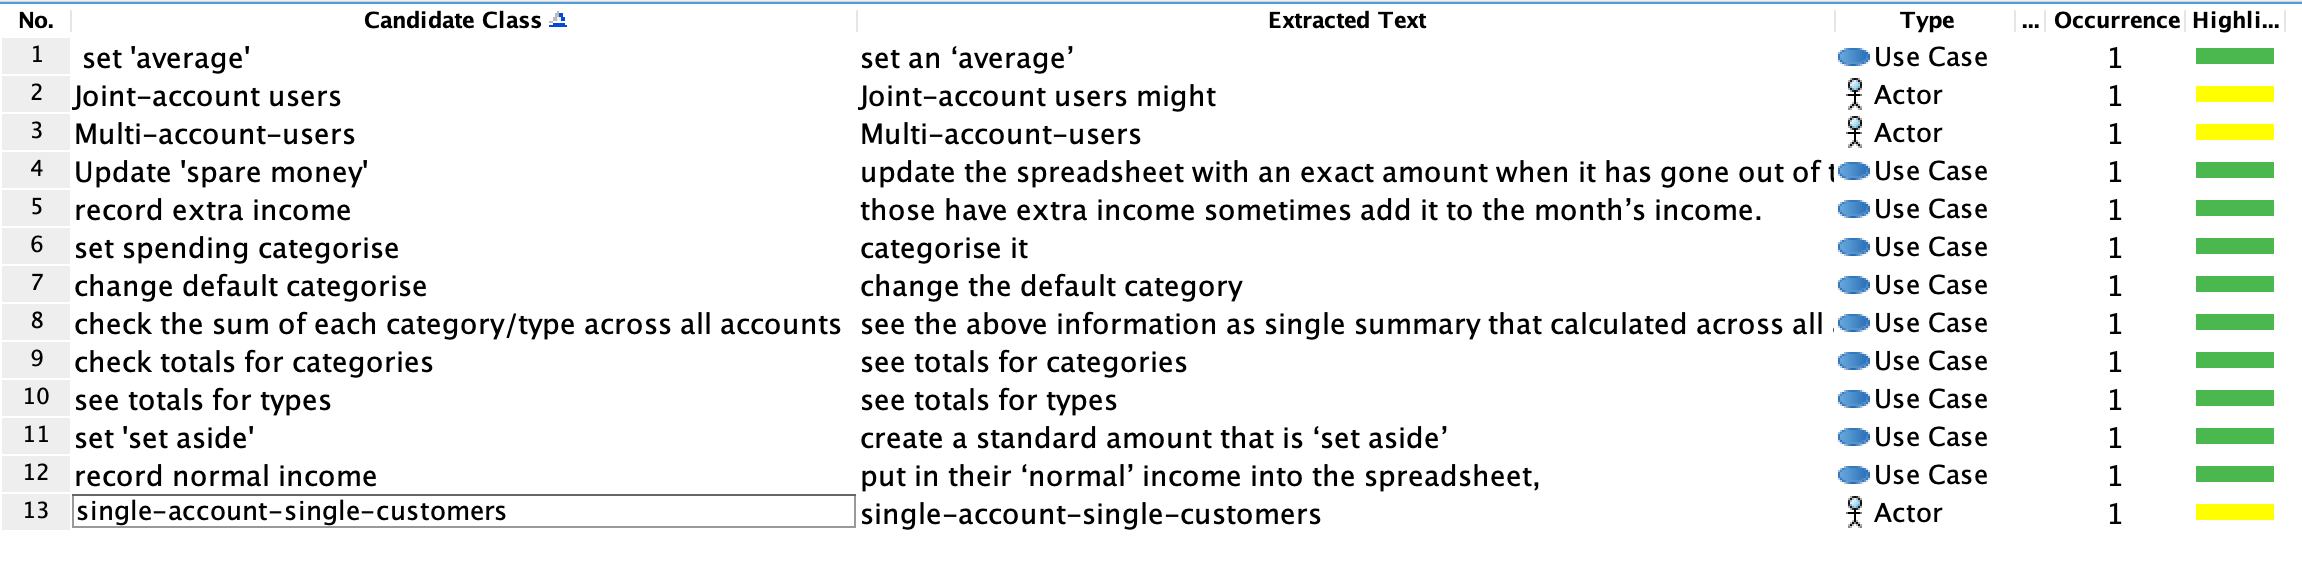 No. Candidate Class Extracted Text Type ... Occurrence Highli...
1 set 'average' set an ‘average’ Use Case 1
2 Joint-account users Joint-account users might Actor 1
3 Multi-account-users Multi-account-users Actor 1
4 Update 'spare money' update the spreadsheet with an exact amount when it has gone out of Use Case 1
5 record extra income those have extra income sometimes add it to the month’s income. Use Case 1
6 set spending categorise categorise it Use Case 1
7 change default categorise change the default category Use Case 1
8 check the sum of each category/type across all accounts see the above information as single summary that calculated across all Use Case 1
9 check totals for categories see totals for categories Use Case 1
10 see totals for types see totals for types Use Case 1
11 set 'set aside' create a standard amount that is ‘set aside’ Use Case 1
12 record normal income put in their ‘normal’ income into the spreadsheet, Use Case 1
13 single-account-single-customers single-account-single-customers Actor 1